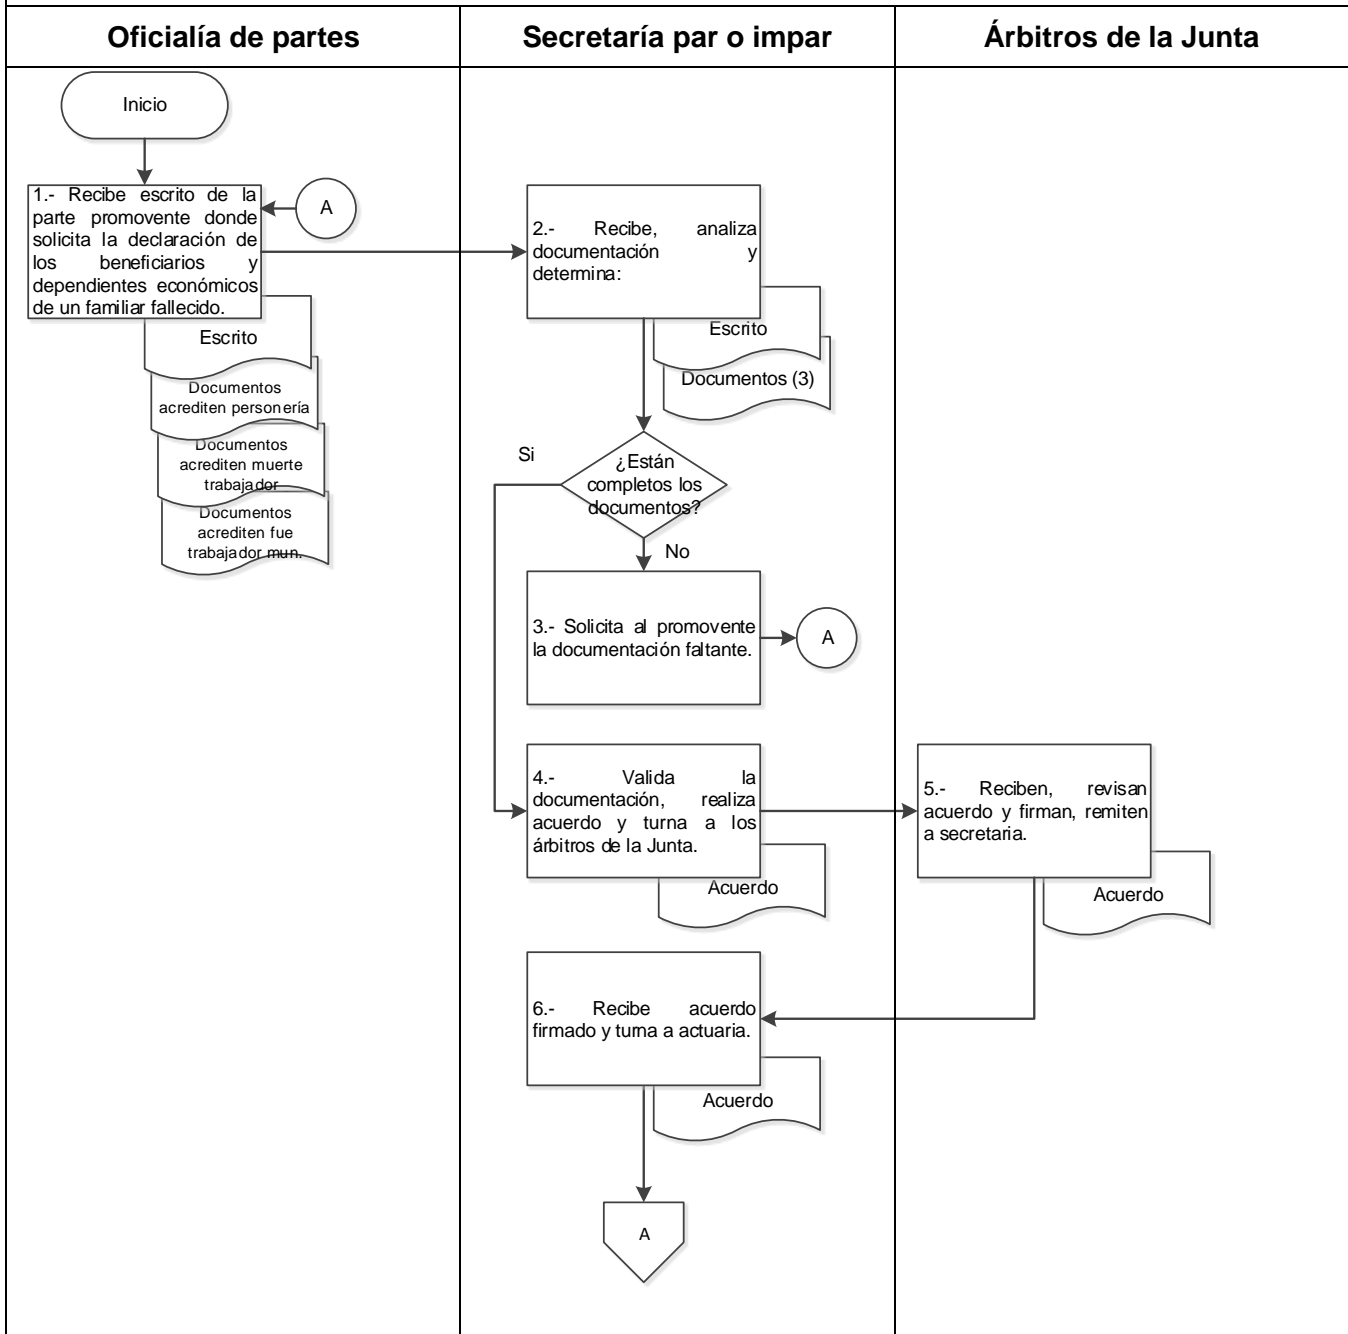 Oficialía de partes
Secretaría par o impar
Árbitros de la Junta
Inicio
1.- Recibe escrito de la
parte promovente donde
solicita la declaración de
los beneficiarios y
dependientes económicos
de un familiar fallecido.
A
Escrito
Documentos
acrediten personería
Documentos
acrediten muerte
trabajador
Documentos
acrediten fue
trabajador mun.
2.- Recibe, analiza
documentación y
determina:
Escrito
Documentos (3)
¿Están
completos los
documentos?
Si
No
3.- Solicita al promovente
la documentación faltante.
A
4.- Valida la
documentación, realiza
acuerdo y turna a los
árbitros de la Junta.
Acuerdo
5.- Reciben, revisan
acuerdo y firman, remiten
a secretaria.
Acuerdo
6.- Recibe acuerdo
firmado y turna a actuaria.
Acuerdo
A